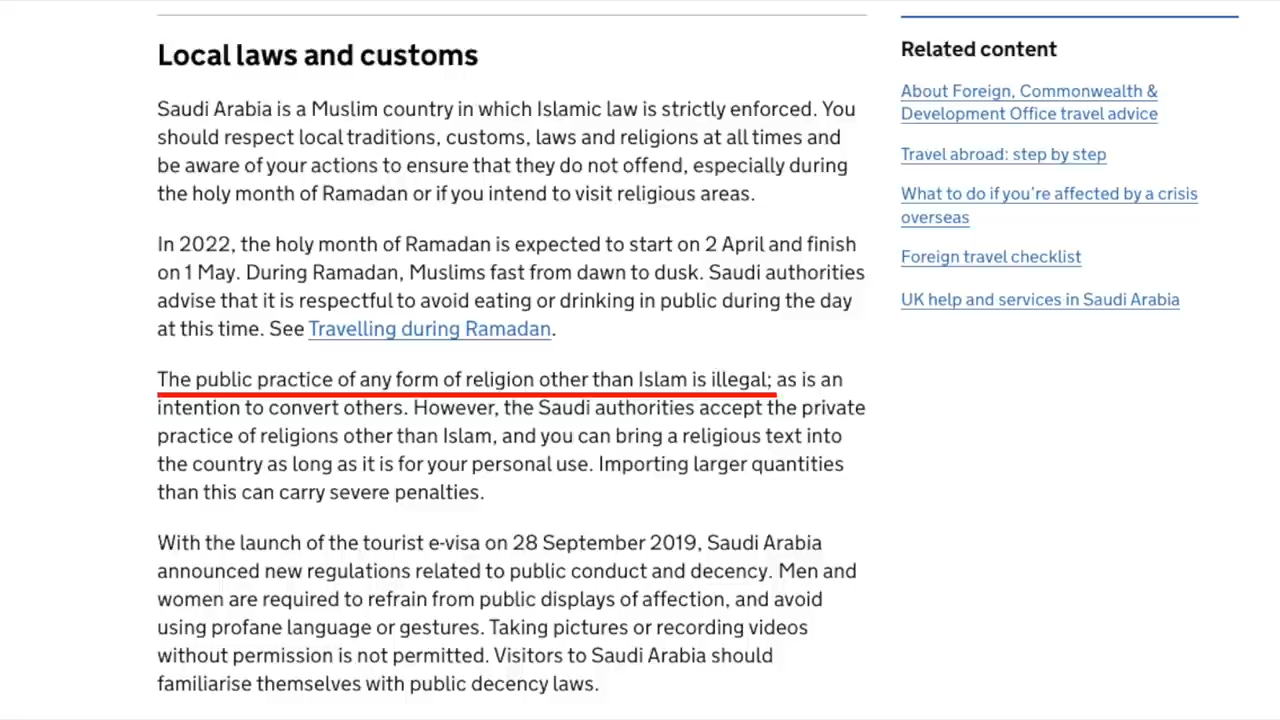 Local laws and customs
Saudi Arabia is a Muslim country in which Islamic law is strictly enforced. You
should respect local traditions, customs, laws and religions at all times and
be aware of your actions to ensure that they do not offend, especially during
the holy month of Ramadan or if you intend to visit religious areas.
In 2022, the holy month of Ramadan is expected to start on 2 April and finish
on 1 May. During Ramadan, Muslims fast from dawn to dusk. Saudi authorities
advise that it is respectful to avoid eating or drinking in public during the day
at this time. See Travelling during Ramadan.
The public practice of any form of religion other than Islam is illegal; as is an
intention to convert others. However, the Saudi authorities accept the private
practice of religions other than Islam, and you can bring a religious text into
the country as long as it is for your personal use. Importing larger quantities
than this can carry severe penalties.
With the launch of the tourist e-visa on 28 September 2019, Saudi Arabia
announced new regulations related to public conduct and decency. Men and
women are required to refrain from public displays of affection, and avoid
using profane language or gestures. Taking pictures or recording videos
without permission is not permitted. Visitors to Saudi Arabia should
familiarise themselves with public decency laws.
Related content
About Foreign, Commonwealth &
Development Office travel advice
Travel abroad: step by step
What to do if you're affected by a crisis
overseas
Foreign travel checklist
UK help and services in Saudi Arabia